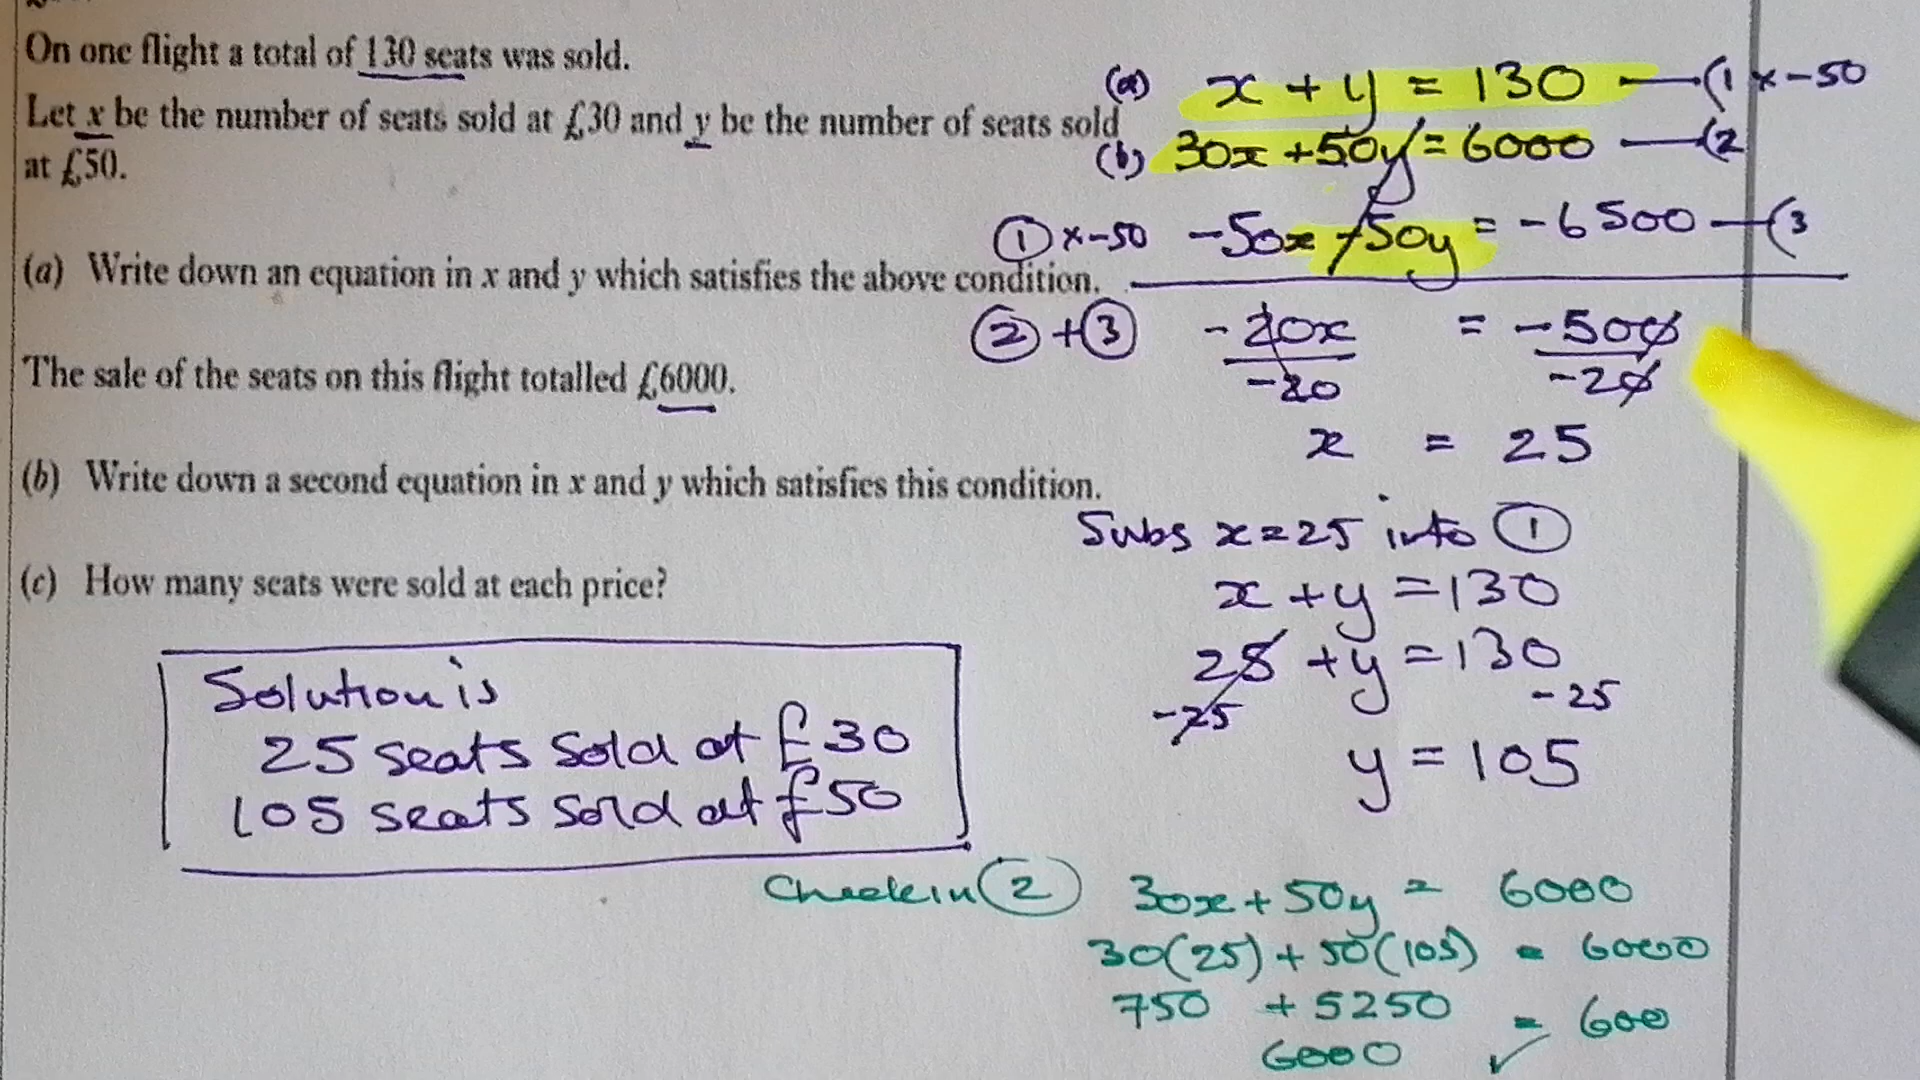 On one flight a total of 130 seats was sold.
Let x be the number of seats sold at £30 and y be the number of seats sold
at £50.
(a) Write down an equation in x and y which satisfies the above condition.
The sale of the seats on this flight totalled £6000.
(b) Write down a second equation in x and y which satisfies this condition.
(c) How many seats were sold at each price?
Solution is
25 seats sold at £30
105 seats sold at £50
(a) x + y = 130 —(1 x -50
(b) 30x + 50y = 6000 —(2
① x -50 -50x -50y = -6500 —(3
② + ③ -20x = -500
-20 -20
x = 25
Subs x = 25 into ①
x + y = 130
25 + y = 130
-25 -25
y = 105
Check in ② 30x + 50y = 6000
30(25) + 50(105) = 6000
750 + 5250 = 600
6000 ✓